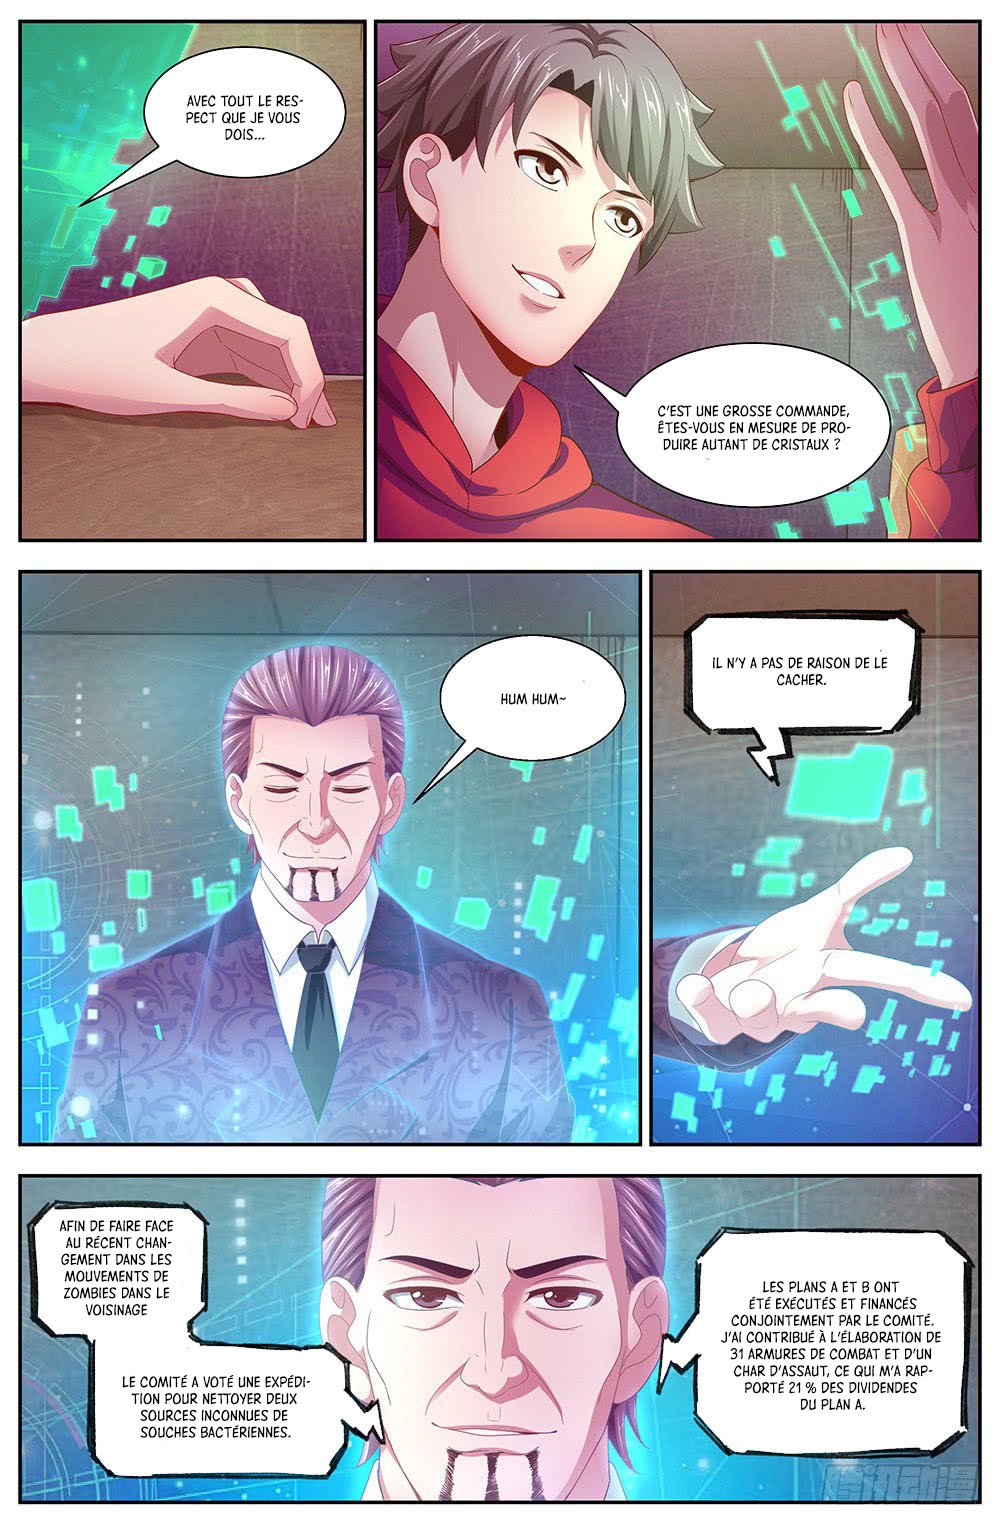 AVEC TOUT LE RES-
PECT QUE JE VOUS
DOIS...
C'EST UNE GROSSE COMMANDE,
ÊTES-VOUS EN MESURE DE PRO-
DUIRE AUTANT DE CRISTAUX ?
HUM HUM~
IL N'Y A PAS DE RAISON DE LE
CACHER.
AFIN DE FAIRE FACE
AU RÉCENT CHAN-
GEMENT DANS LES
MOUVEMENTS DE
ZOMBIES DANS LE
VOISINAGE
LE COMITÉ A VOTÉ UNE EXPÉDI-
TION POUR NETTOYER DEUX
SOURCES INCONNUES DE
SOUCHES BACTÉRIENNES.
LES PLANS A ET B ONT
ÉTÉ EXÉCUTÉS ET FINANCÉS
CONJOINTEMENT PAR LE COMITÉ.
J'AI CONTRIBUÉ À L'ÉLABORATION DE
31 ARMURES DE COMBAT ET D'UN
CHAR D'ASSAUT, CE QUI M'A RAP-
PORTÉ 21 % DES DIVIDENDES
DU PLAN A.